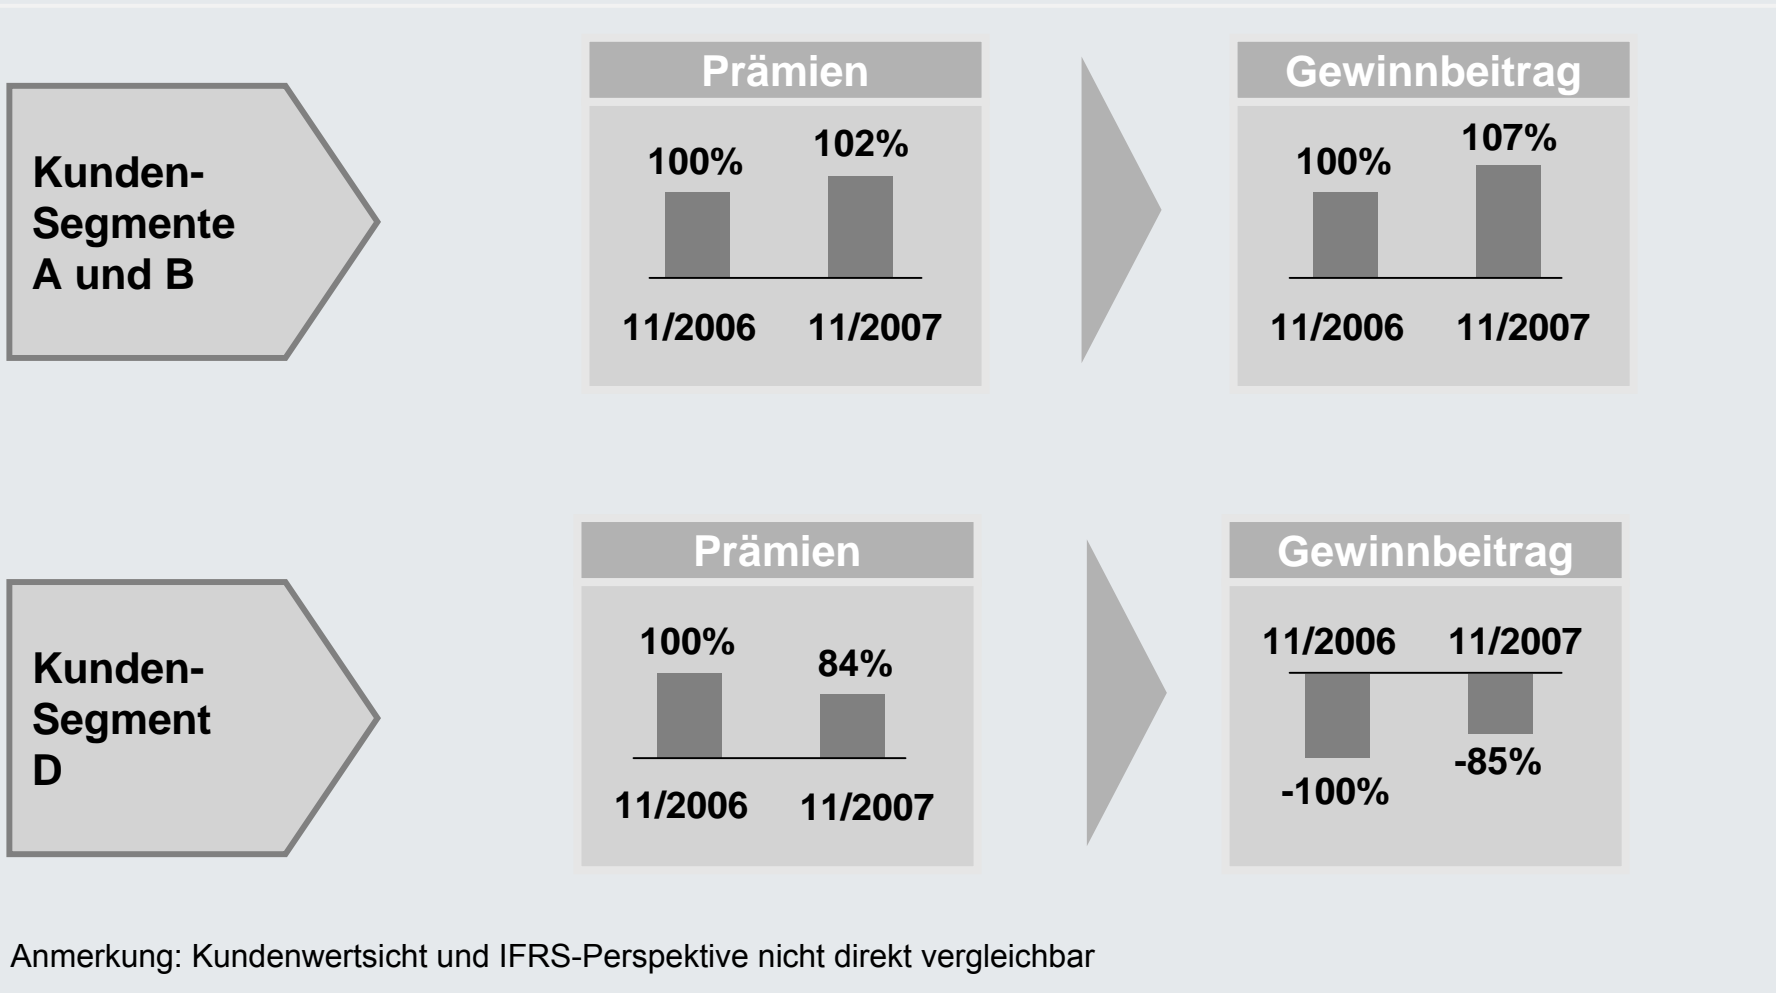 Kunden-
Segmente
A und B
Prämien
100% 102%
11/2006 11/2007
Gewinnbeitrag
100% 107%
11/2006 11/2007
Kunden-
Segment
D
Prämien
100% 84%
11/2006 11/2007
Gewinnbeitrag
11/2006 11/2007
-100% -85%
Anmerkung: Kundenwertsicht und IFRS-Perspektive nicht direkt vergleichbar